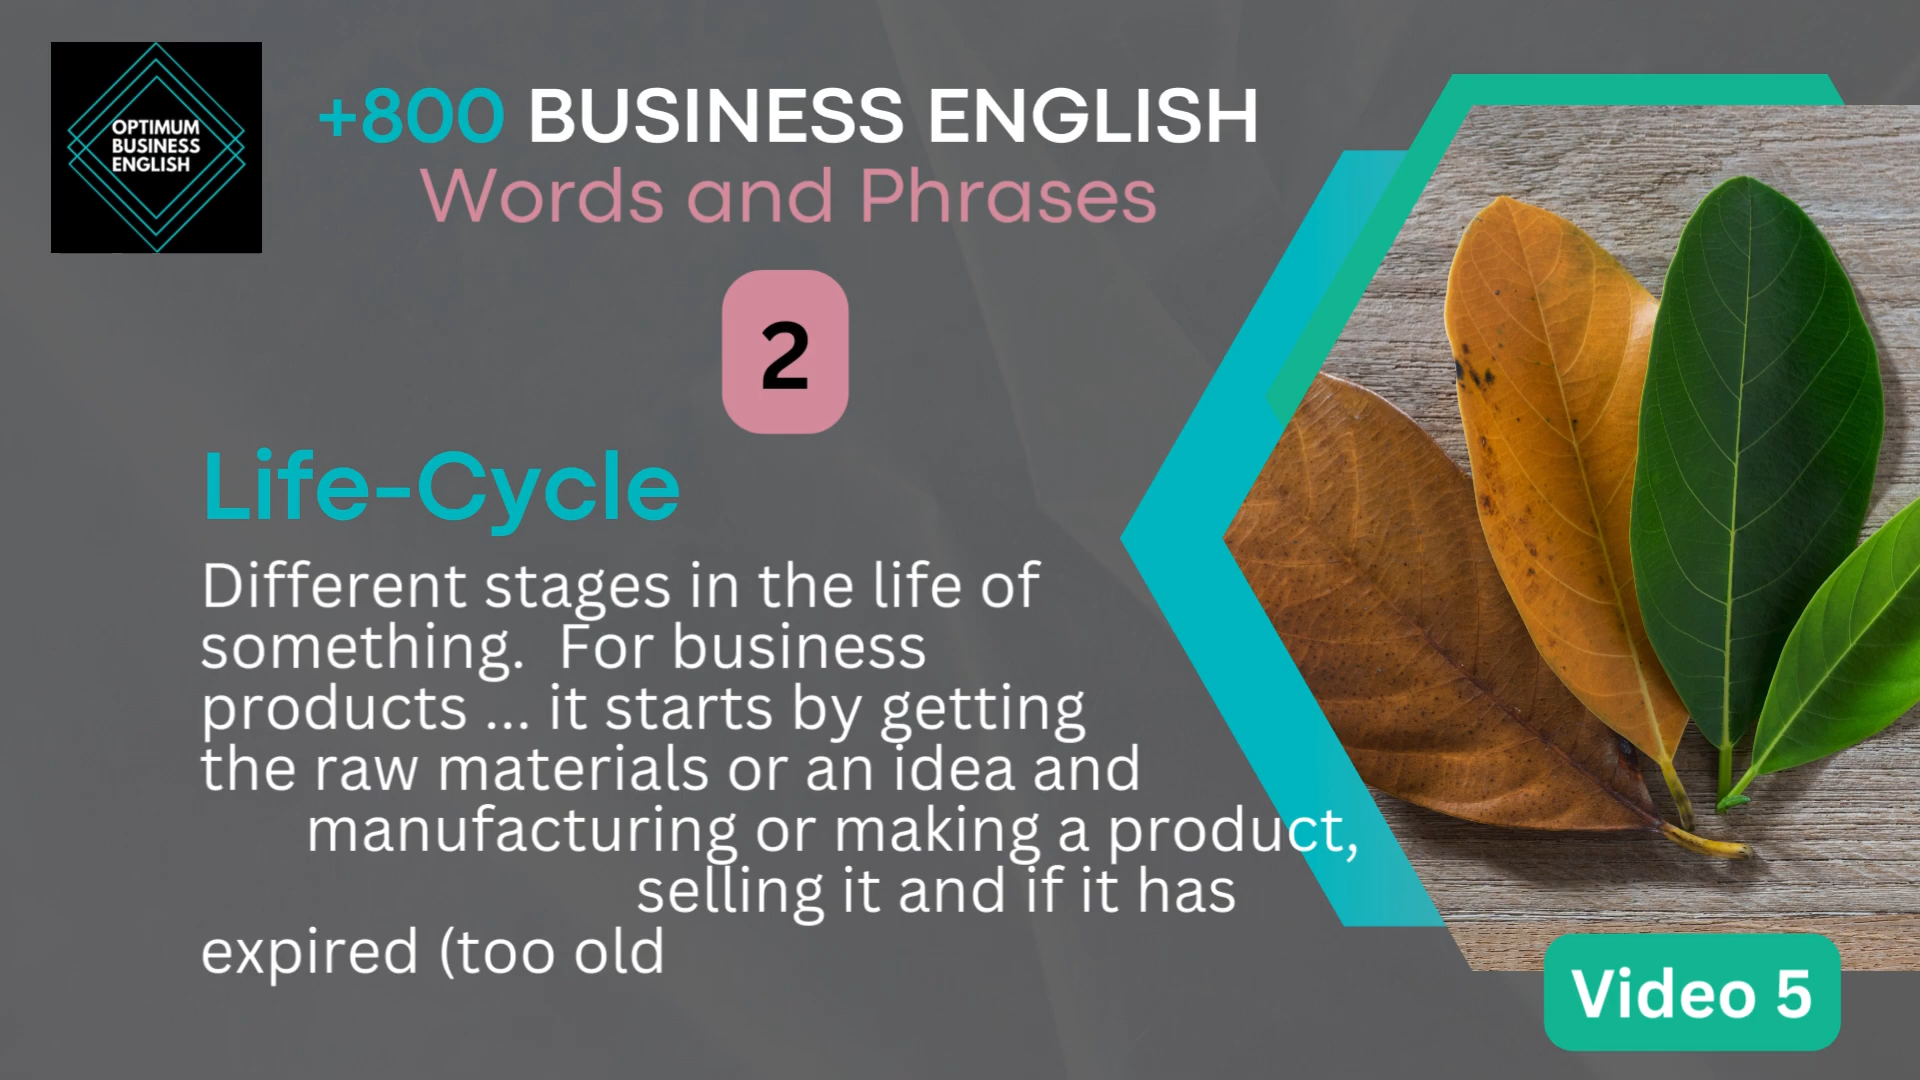 OPTIMUM
BUSINESS
ENGLISH
+800 BUSINESS ENGLISH
Words and Phrases
2
Life-Cycle
Different stages in the life of
something. For business
products ... it starts by getting
the raw materials or an idea and
manufacturing or making a product,
selling it and if it has
expired (too old
Video 5